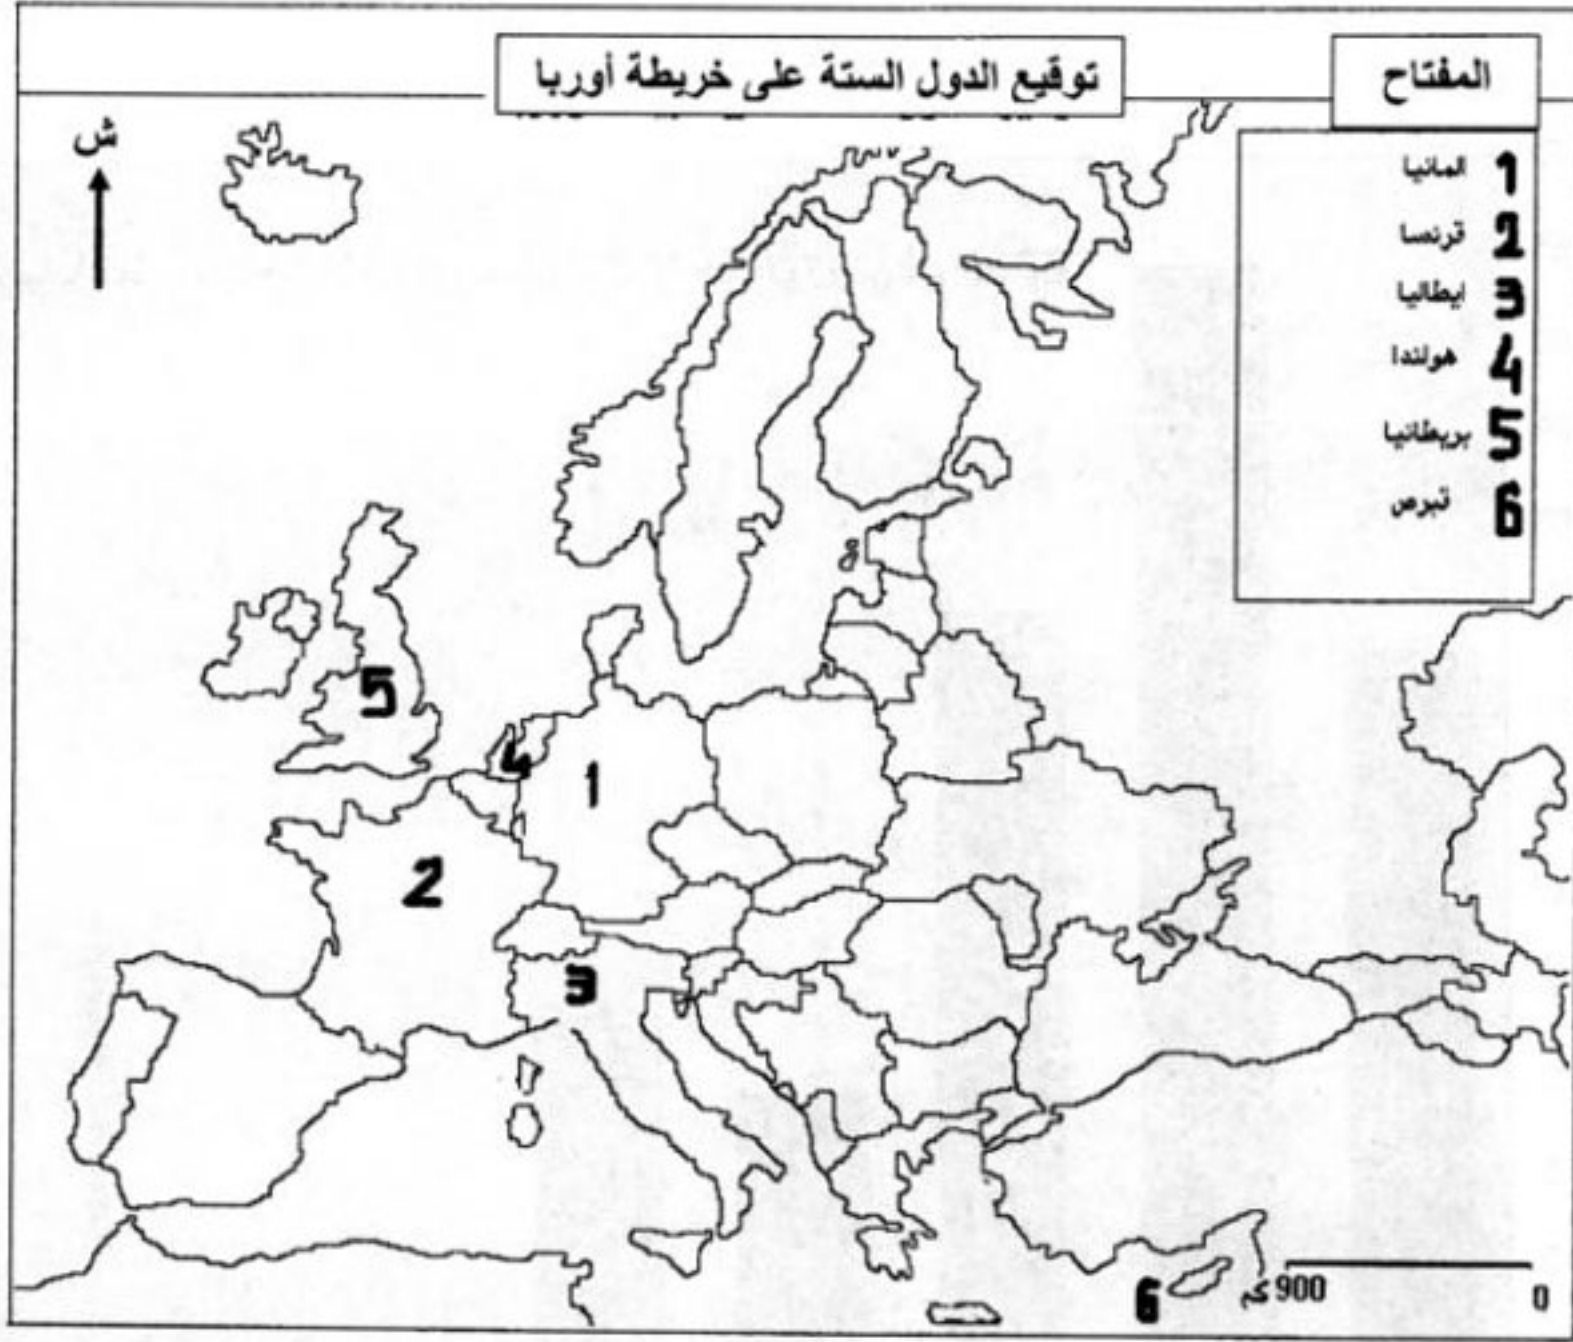 توقيع الدول الستة على خريطة أوربا
المفتاح
ش
1 المانيا
2 فرنسا
3 ايطاليا
4 هولندا
5 بريطانيا
6 قبرص
5
4
1
2
3
6
900 ك
0